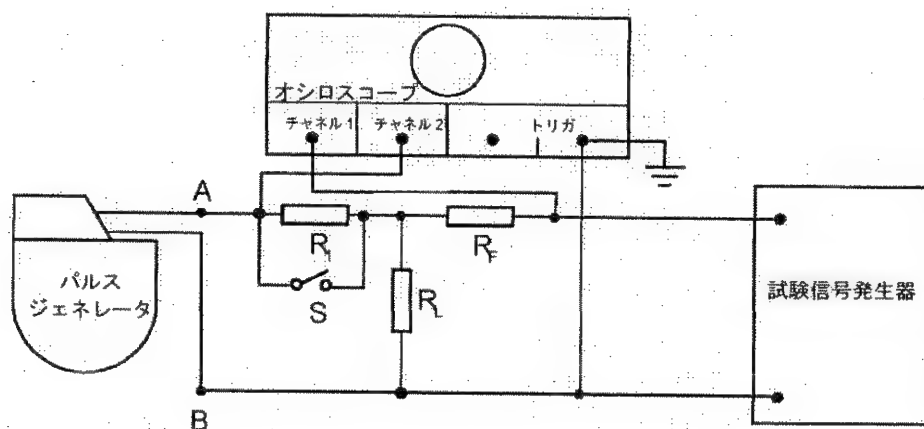 オシロスコープ
チャネル 1
チャネル 2
トリガ
A
R1
RF
パルス
ジェネレータ
S
RL
試験信号発生器
B